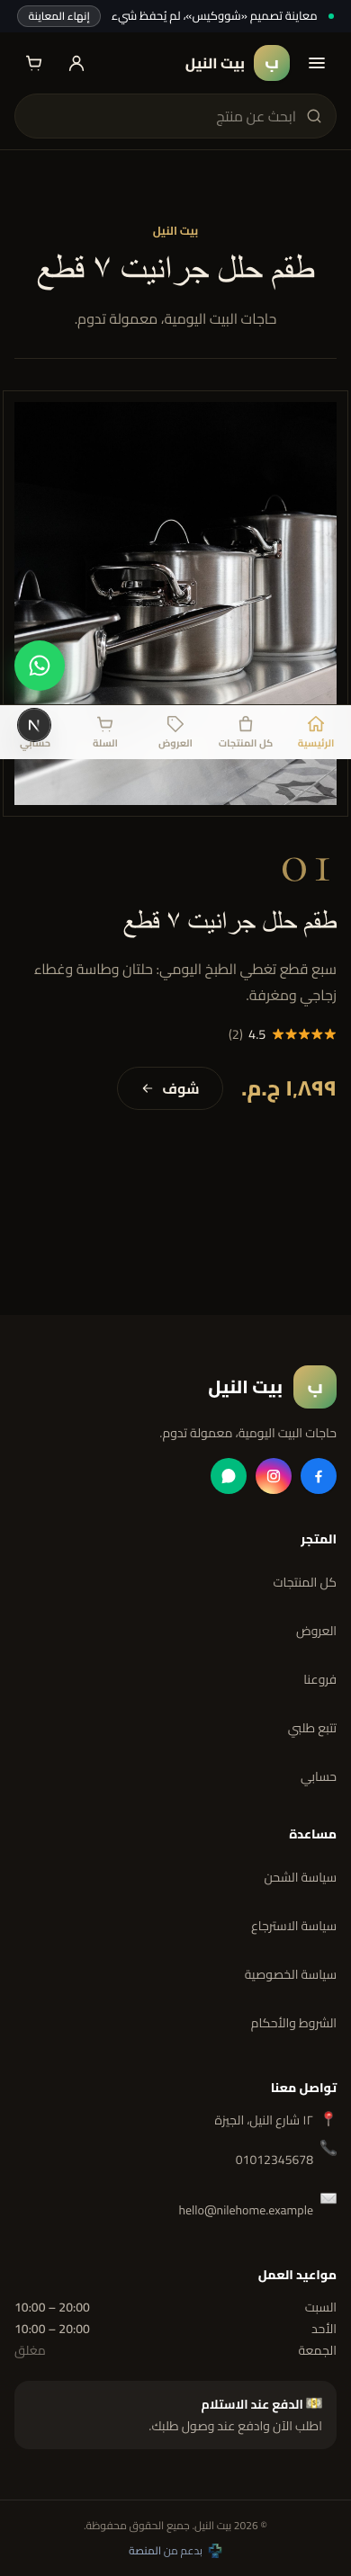 معاينة تصميم «شووكيس»، لم يُحفظ شيء
إنهاء المعاينة
ب
بيت النيل
ابحث عن منتج
بيت النيل
طقم حلل جرانيت ٧ قطع
حاجات البيت اليومية، معمولة تدوم.
الرئيسية
كل المنتجات
العروض
السلة
حسابي
N
01
طقم حلل جرانيت ٧ قطع
سبع قطع تغطي الطبخ اليومي: حلتان وطاسة وغطاء
زجاجي ومغرفة.
★★★★★ 4.5 (2)
١٬٨٩٩ ج.م.
شوف ←
ب
بيت النيل
حاجات البيت اليومية، معمولة تدوم.
المتجر
كل المنتجات
العروض
فروعنا
تتبع طلبي
حسابي
مساعدة
سياسة الشحن
سياسة الاسترجاع
سياسة الخصوصية
الشروط والأحكام
تواصل معنا
١٢ شارع النيل، الجيزة
01012345678
hello@nilehome.example
مواعيد العمل
السبت 10:00 – 20:00
الأحد 10:00 – 20:00
الجمعة مغلق
الدفع عند الاستلام
اطلب الآن وادفع عند وصول طلبك.
© 2026 بيت النيل. جميع الحقوق محفوظة.
بدعم من المنصة